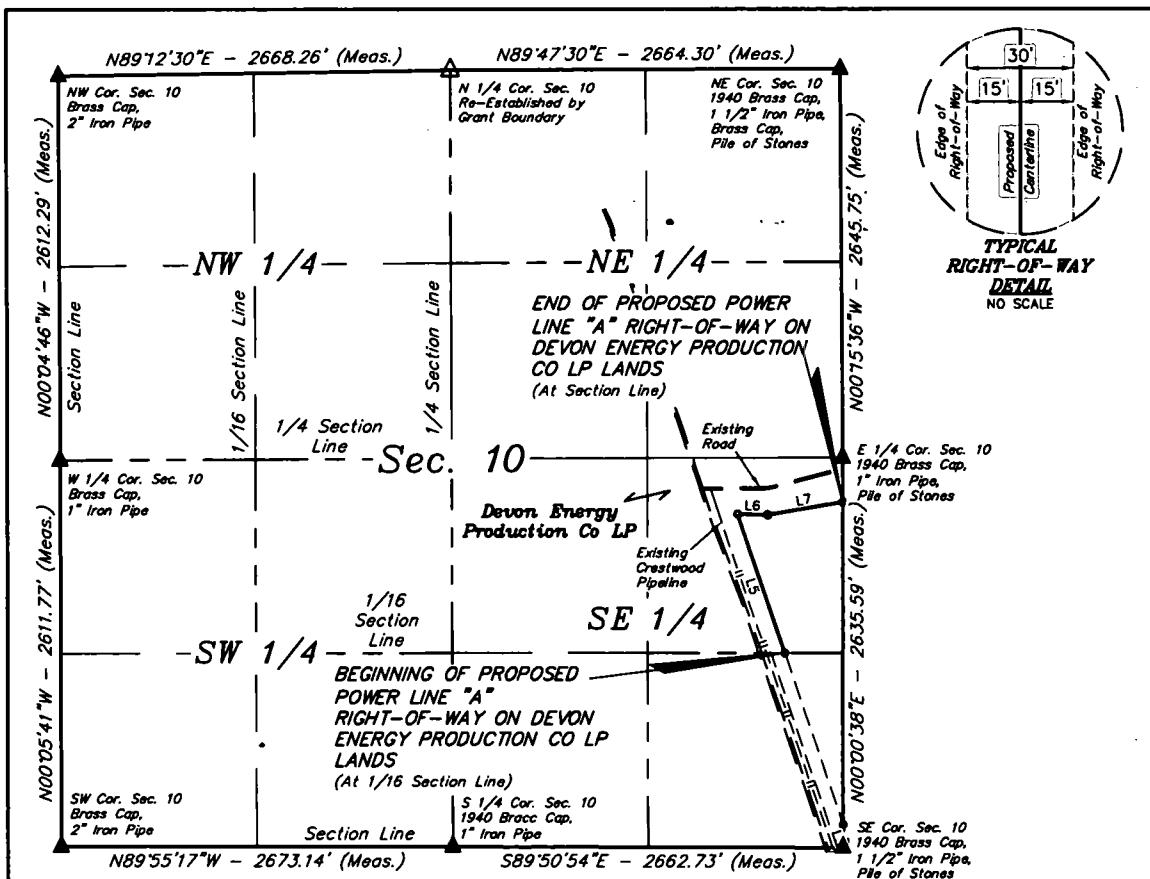 N89°12'30"E - 2668.26' (Meas.)
N89°47'30"E - 2664.30' (Meas.)
NW Cor. Sec. 10
Brass Cap,
2" Iron Pipe
N 1/4 Cor. Sec. 10
Re-Established by
Grant Boundary
NE Cor. Sec. 10
1940 Brass Cap,
1 1/2" Iron Pipe,
Brass Cap,
Pile of Stones
30'
15'
15'
Edge of
Right-of-Way
Proposed
Centerline
Edge of
Right-of-Way
TYPICAL
RIGHT-OF-WAY
DETAIL
NO SCALE
N00°04'46"W - 2612.29' (Meas.)
N00°15'36"W - 2645.75' (Meas.)
NW 1/4
NE 1/4
Section Line
1/16 Section Line
1/4 Section Line
END OF PROPOSED POWER
LINE "A" RIGHT-OF-WAY ON
DEVON ENERGY PRODUCTION
CO LP LANDS
(At Section Line)
1/4 Section
Line
Sec. 10
Existing
Road
W 1/4 Cor. Sec. 10
Brass Cap,
1" Iron Pipe
E 1/4 Cor. Sec. 10
1940 Brass Cap,
1" Iron Pipe,
Pile of Stones
Devon Energy
Production Co LP
L6
L7
Existing
Crestwood
Pipeline
L5
N00°05'41"W - 2611.77' (Meas.)
N00°00'38"E - 2635.59' (Meas.)
1/16
Section
Line
SE 1/4
SW 1/4
BEGINNING OF PROPOSED
POWER LINE "A"
RIGHT-OF-WAY ON DEVON
ENERGY PRODUCTION CO LP
LANDS
(At 1/16 Section Line)
SW Cor. Sec. 10
Brass Cap,
2" Iron Pipe
S 1/4 Cor. Sec. 10
1940 Bracc Cap,
1" Iron Pipe
Section Line
SE Cor. Sec. 10
1940 Brass Cap,
1 1/2" Iron Pipe,
Pile of Stones
N89°55'17"W - 2673.14' (Meas.)
S89°50'54"E - 2662.73' (Meas.)